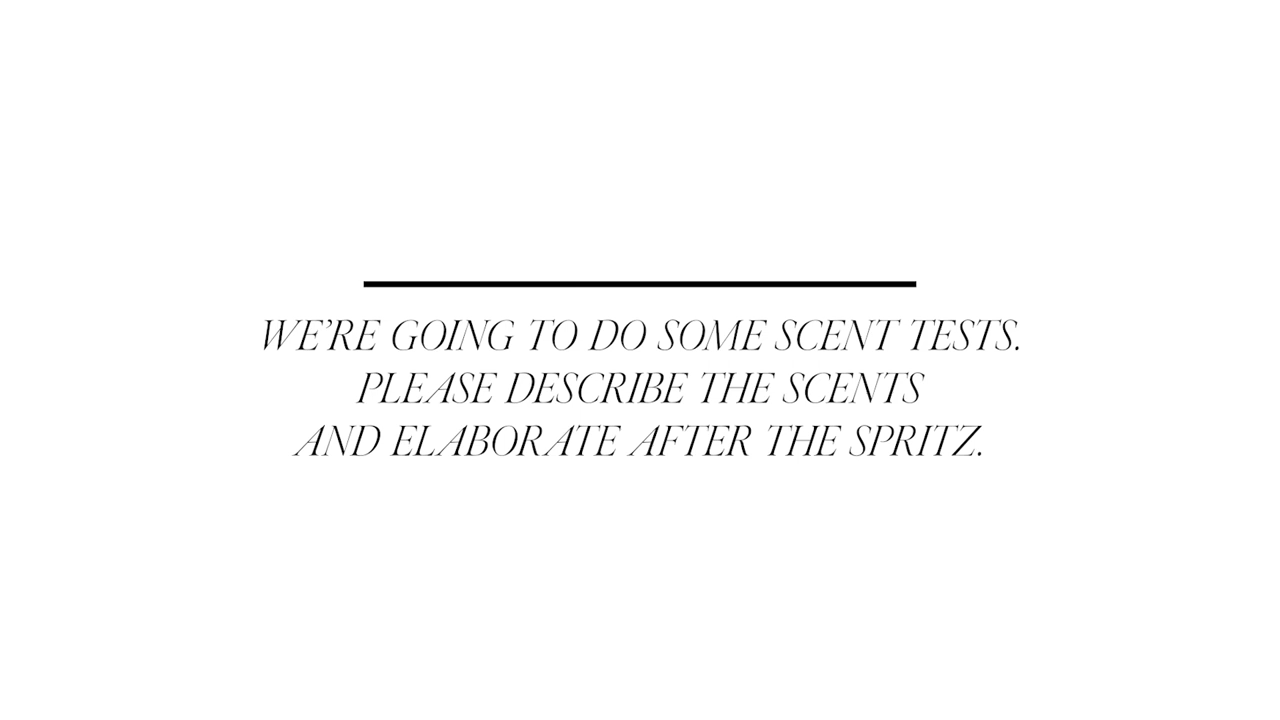 WE’RE GOING TO DO SOME SCENT TESTS.
PLEASE DESCRIBE THE SCENTS
AND ELABORATE AFTER THE SPRITZ.